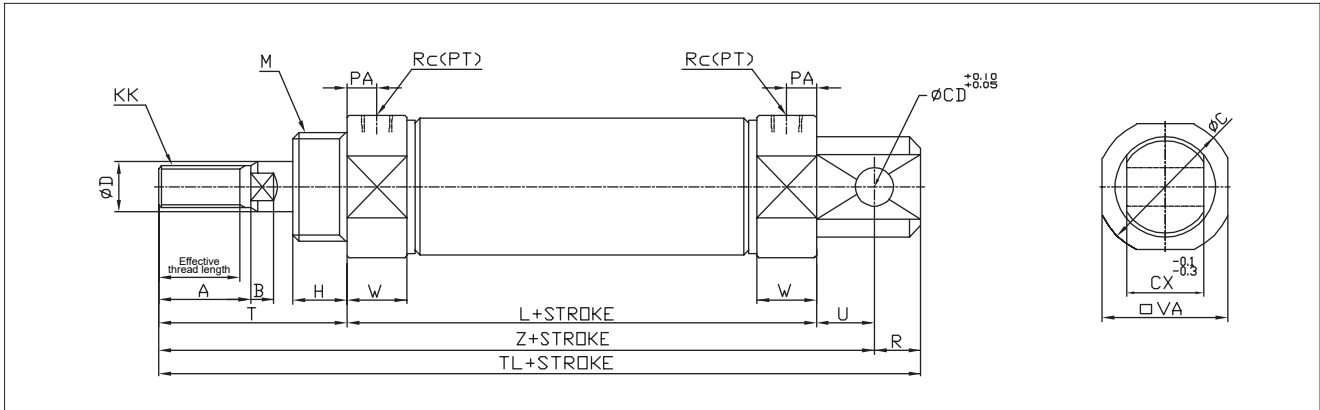 M
Rc(PT)
Rc(PT)
PA
PA
KK
ØCD +0.10 +0.05
ØC
ØD
Effective
thread length
A
B
H
W
W
T
L+STROKE
U
Z+STROKE
R
TL+STROKE
CX -0.1 -0.3
□VA